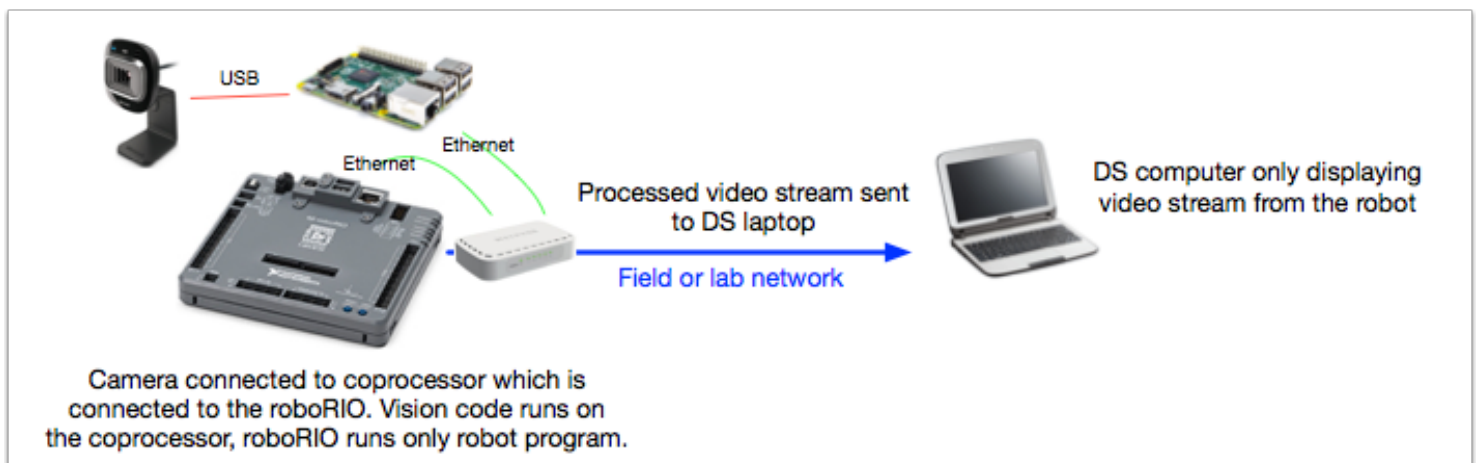 USB
Ethernet
Ethernet
Processed video stream sent
to DS laptop
Field or lab network
DS computer only displaying
video stream from the robot
Camera connected to coprocessor which is
connected to the roboRIO. Vision code runs on
the coprocessor, roboRIO runs only robot program.